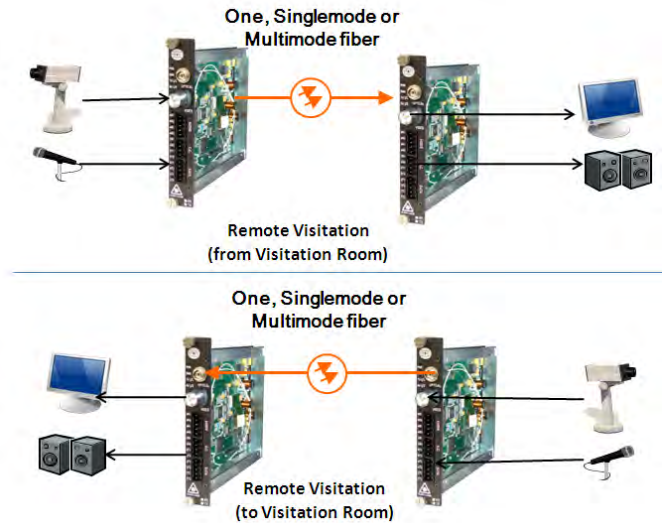 One, Singlemode or
Multimode fiber
Remote Visitation
(from Visitation Room)
One, Singlemode or
Multimode fiber
Remote Visitation
(to Visitation Room)